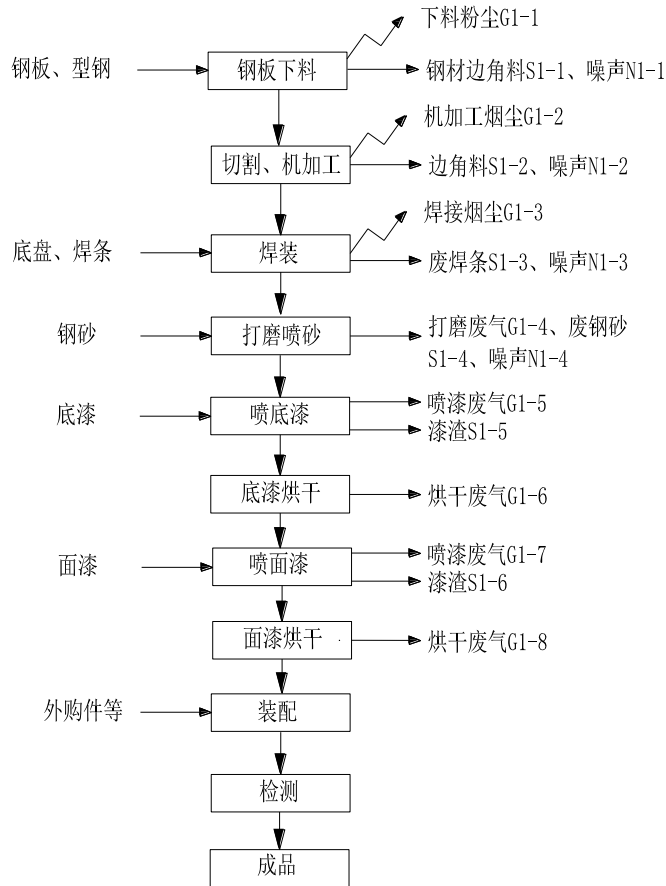 下料粉尘G1-1
钢板、型钢
钢板下料
钢材边角料S1-1、噪声N1-1
机加工烟尘G1-2
切割、机加工
边角料S1-2、噪声N1-2
焊接烟尘G1-3
底盘、焊条
焊装
废焊条S1-3、噪声N1-3
钢砂
打磨喷砂
打磨废气G1-4、废钢砂
S1-4、噪声N1-4
底漆
喷底漆
喷漆废气G1-5
漆渣S1-5
底漆烘干
烘干废气G1-6
面漆
喷面漆
喷漆废气G1-7
漆渣S1-6
面漆烘干
烘干废气G1-8
外购件等
装配
检测
成品